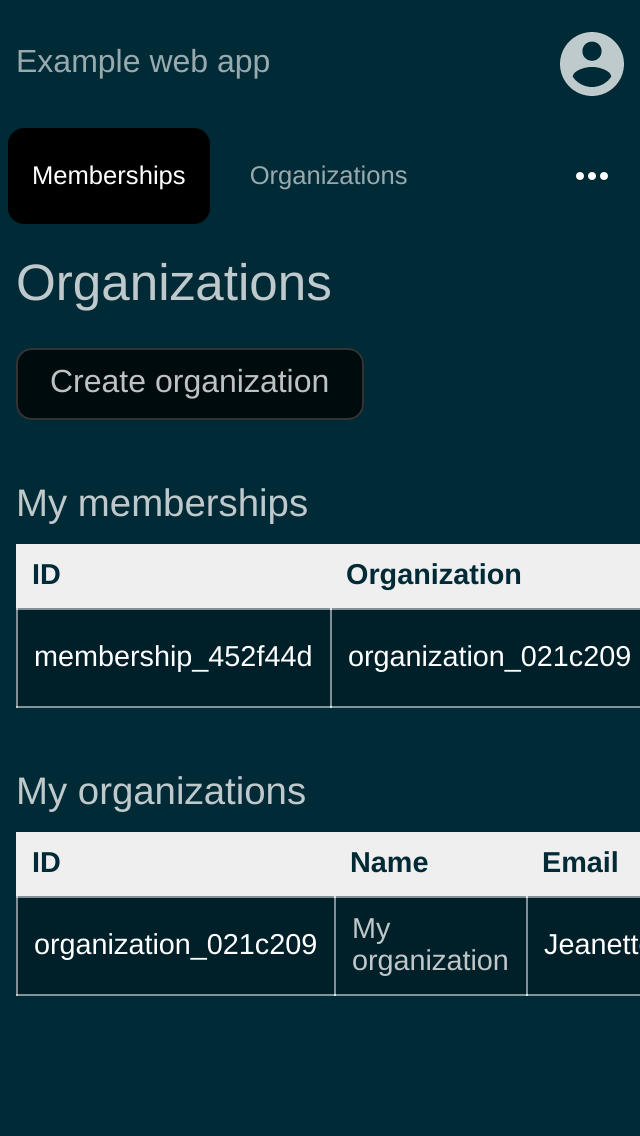 Example web app
Memberships Organizations
Organizations
Create organization
My memberships
ID Organization
membership_452f44d organization_021c209
My organizations
ID Name Email
organization_021c209 My organization Jeanett